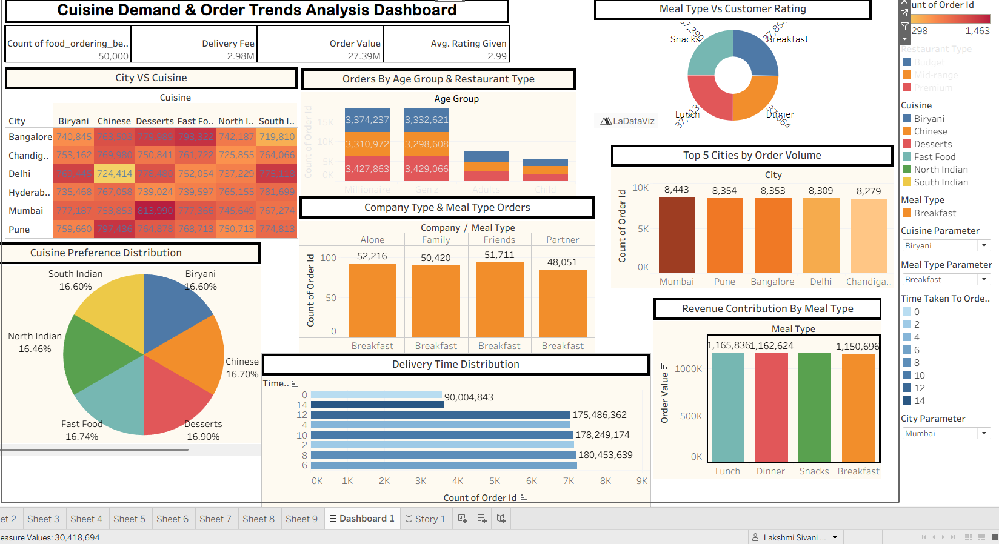 Cuisine Demand & Order Trends Analysis Dashboard
Count of food_ordering_be.. Delivery Fee Order Value Avg. Rating Given
50,000 2.98M 27.39M 2.99
City VS Cuisine
Cuisine
City Biryani Chinese Desserts Fast Fo.. North I.. South I..
Bangalore 740,845 763,503 793,322 742,187 719,810
Chandig.. 753,162 769,980 750,841 761,722 725,855 764,066
Delhi 724,414 752,054 737,229 775,118
Hyderab.. 735,468 767,058 739,024 739,597 765,155 781,699
Mumbai 777,187 758,853 813,990 777,366 745,649 767,274
Pune 759,660 797,436 754,878 768,713 750,713 774,813
Cuisine Preference Distribution
South Indian
16.60%
Biryani
16.60%
North Indian
16.46%
Chinese
16.70%
Fast Food
16.74%
Desserts
16.90%
Orders By Age Group & Restaurant Type
Age Group
Count of Order Id
15K
10K
5K
0K
3,374,237 3,332,621
3,310,972 3,298,608
3,427,863 3,429,066
Millionaire Gen z Adults Child
Company Type & Meal Type Orders
Company / Meal Type
Alone Family Friends Partner
Count of Order Id
100
50
0
52,216 50,420 51,711 48,051
Breakfast Breakfast Breakfast Breakfast
Delivery Time Distribution
Time..
0
14 90,004,843
12 175,486,362
4
10 178,249,174
2
8 180,453,639
6
0K 1K 2K 3K 4K 5K 6K 7K 8K 9K
Count of Order Id
Meal Type Vs Customer Rating
Snacks
Breakfast
Lunch
Dinner
37,064
LaDataViz
Top 5 Cities by Order Volume
City
Count of Order Id
10K
5K
0K
8,443 8,354 8,353 8,309 8,279
Mumbai Pune Bangalore Delhi Chandiga..
Revenue Contribution By Meal Type
Meal Type
Order Value
1000K
500K
0K
1,165,836 1,162,624 1,150,696
Lunch Dinner Snacks Breakfast
unt of Order Id
298 1,463
Restaurant Type
Budget
Mid-range
Premium
Cuisine
Biryani
Chinese
Desserts
Fast Food
North Indian
South Indian
Meal Type
Breakfast
Cuisine Parameter
Biryani
Meal Type Parameter
Breakfast
Time Taken To Orde..
0
2
4
6
8
10
12
14
City Parameter
Mumbai
et 2 Sheet 3 Sheet 4 Sheet 5 Sheet 6 Sheet 7 Sheet 8 Sheet 9 Dashboard 1 Story 1
easure Values: 30,418,694
Lakshmi Sivani ...